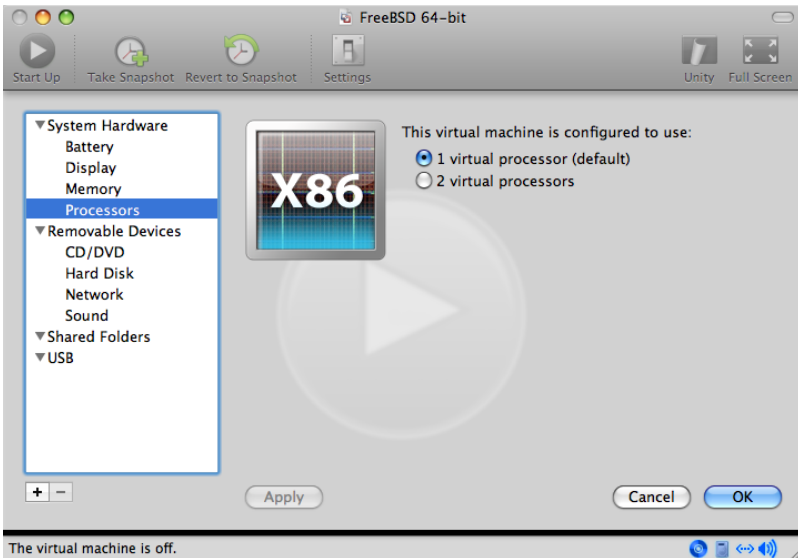 FreeBSD 64-bit
Start Up
Take Snapshot
Revert to Snapshot
Settings
Unity
Full Screen
System Hardware
Battery
Display
Memory
Processors
Removable Devices
CD/DVD
Hard Disk
Network
Sound
Shared Folders
USB
X86
This virtual machine is configured to use:
1 virtual processor (default)
2 virtual processors
Apply
Cancel
OK
The virtual machine is off.